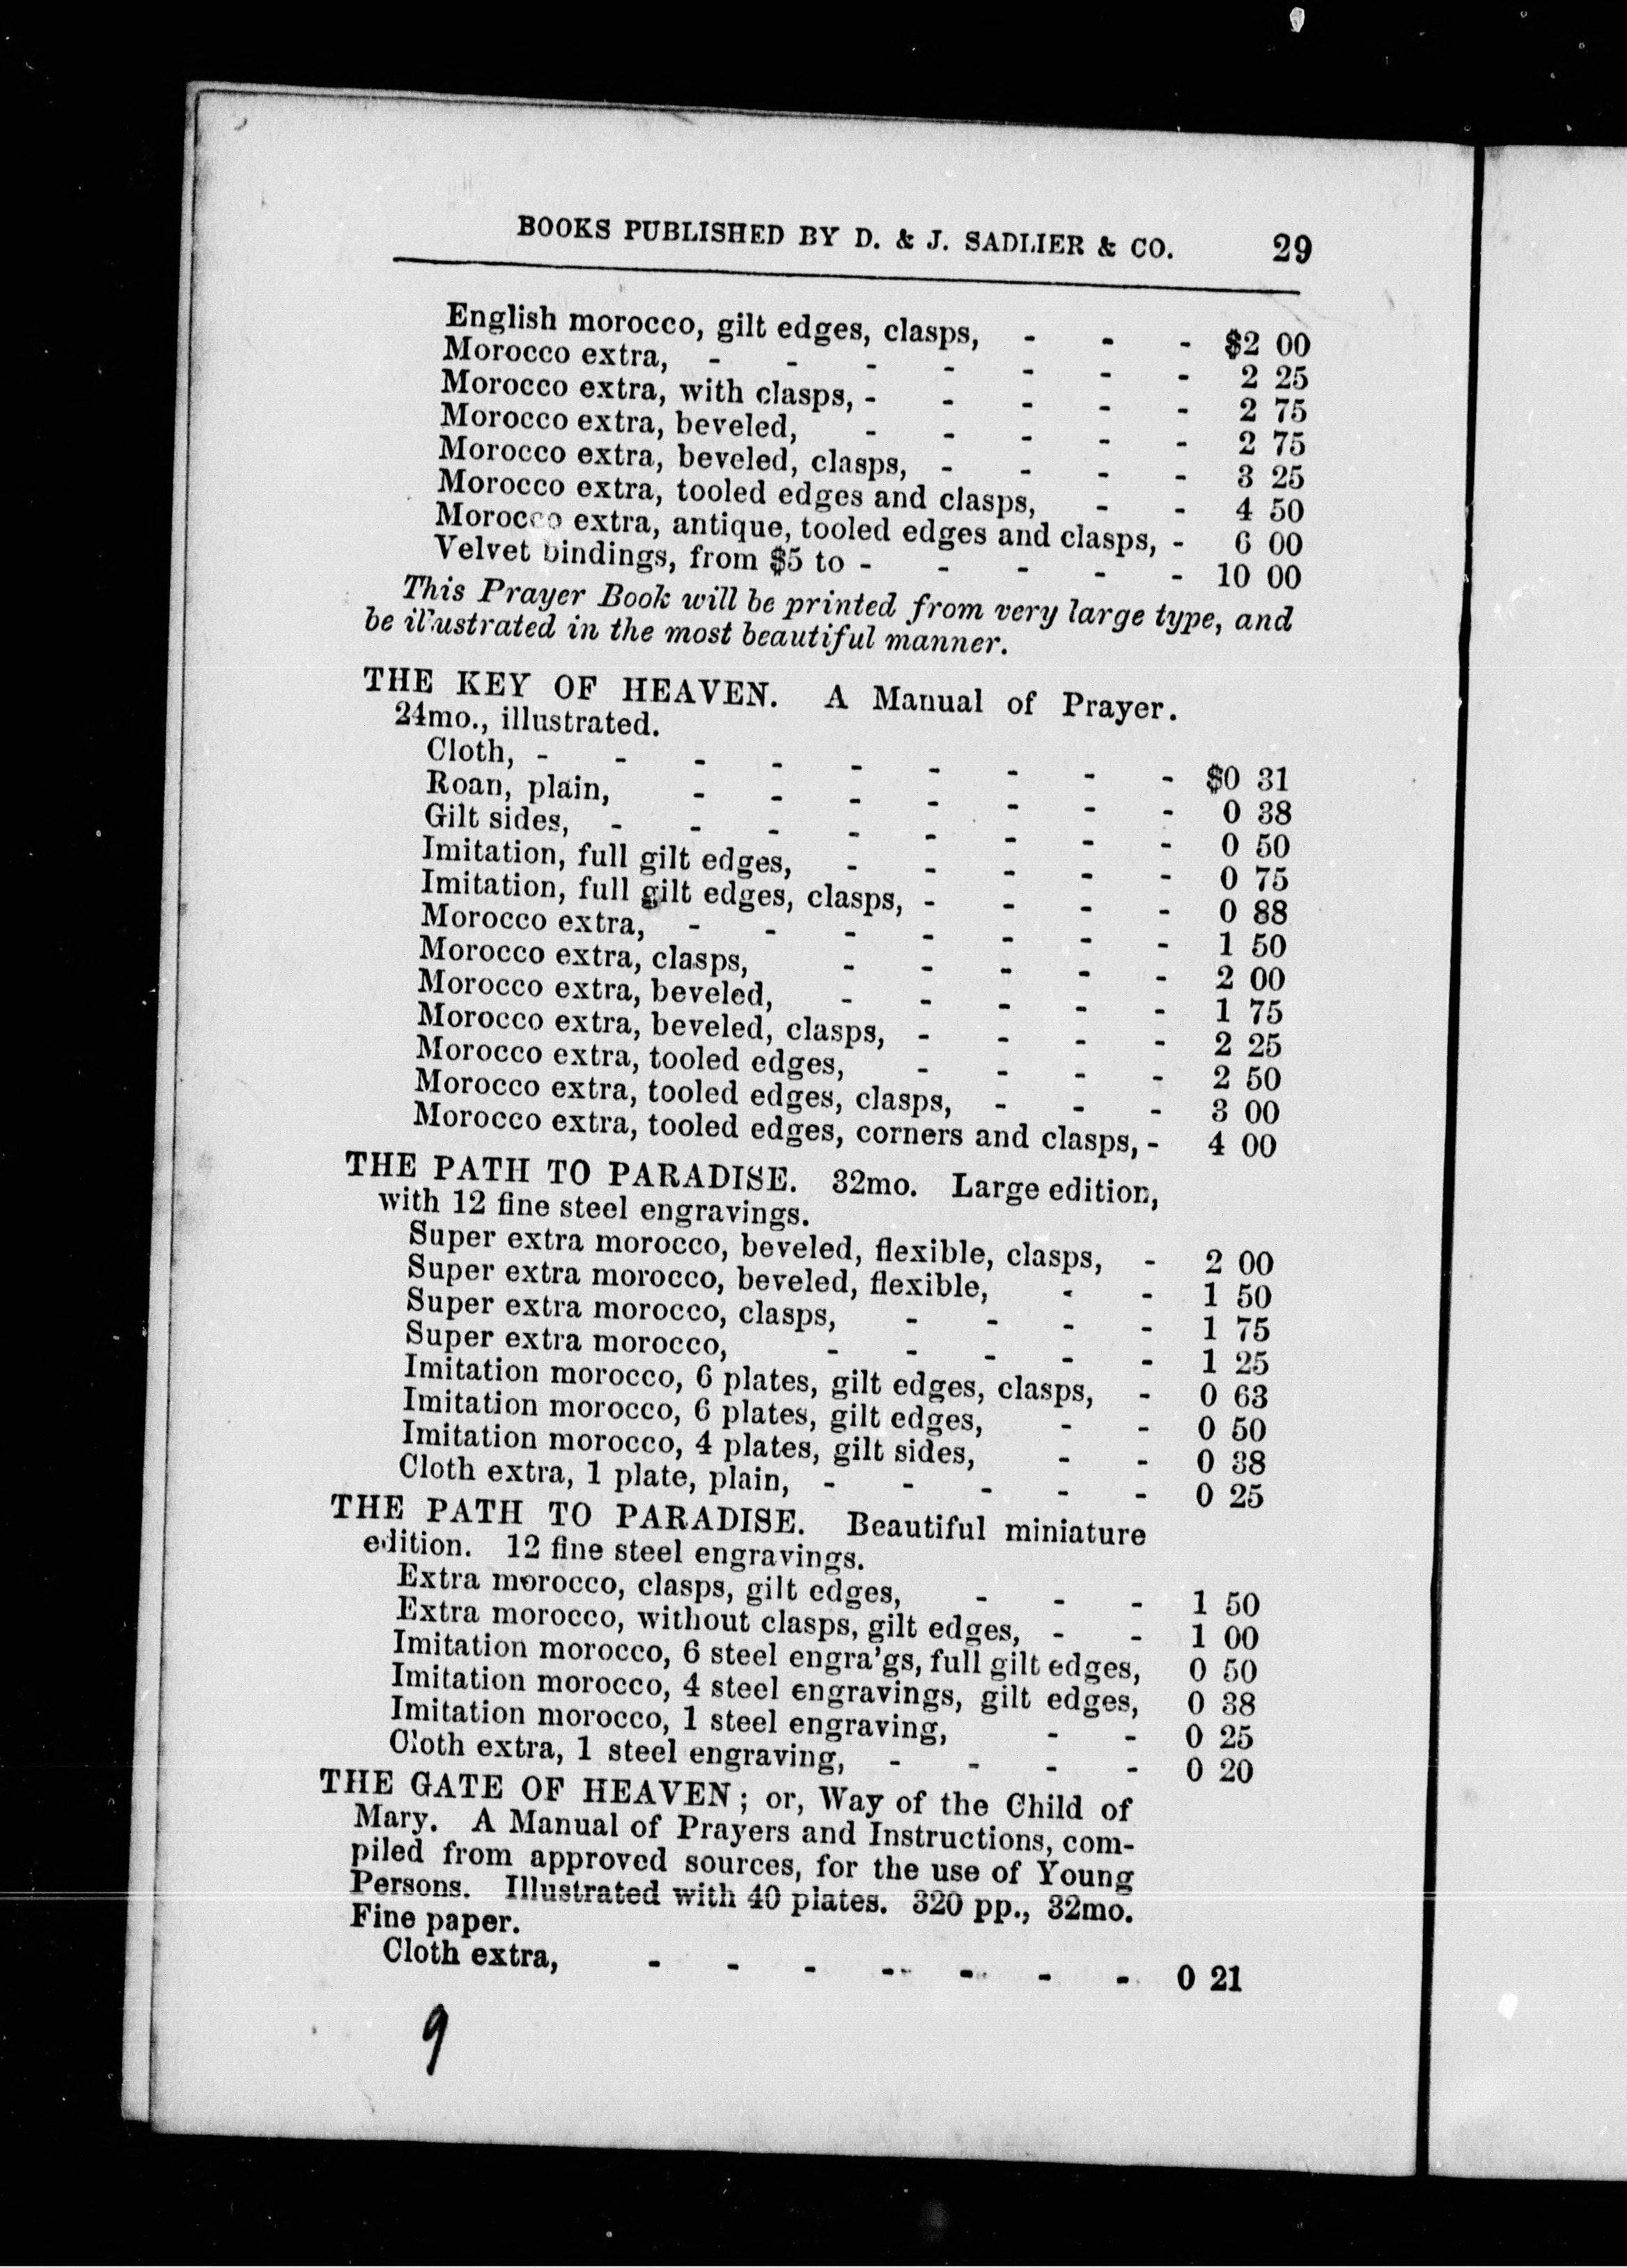 BOOKS PUBLISHED BY D. & J. SADLIER & CO. 29
English morocco, gilt edges, clasps, - - - $2 00
Morocco extra, - - - - - - - 2 25
Morocco extra, with clasps, - - - - - 2 75
Morocco extra, beveled, - - - - - 2 75
Morocco extra, beveled, clasps, - - - - 3 25
Morocco extra, tooled edges and clasps, - - 4 50
Morocco extra, antique, tooled edges and clasps, - 6 00
Velvet bindings, from $5 to - - - - - 10 00
This Prayer Book will be printed from very large type, and
be illustrated in the most beautiful manner.
THE KEY OF HEAVEN. A Manual of Prayer.
24mo., illustrated.
Cloth, - - - - - - - - - $0 31
Roan, plain, - - - - - - - 0 38
Gilt sides, - - - - - - - - 0 50
Imitation, full gilt edges, - - - - - 0 75
Imitation, full gilt edges, clasps, - - - - 0 88
Morocco extra, - - - - - - - 1 50
Morocco extra, clasps, - - - - - 2 00
Morocco extra, beveled, - - - - - 1 75
Morocco extra, beveled, clasps, - - - - 2 25
Morocco extra, tooled edges, - - - - 2 50
Morocco extra, tooled edges, clasps, - - - 3 00
Morocco extra, tooled edges, corners and clasps, - 4 00
THE PATH TO PARADISE. 32mo. Large edition,
with 12 fine steel engravings.
Super extra morocco, beveled, flexible, clasps, - 2 00
Super extra morocco, beveled, flexible, - - 1 50
Super extra morocco, clasps, - - - - 1 75
Super extra morocco, - - - - - 1 25
Imitation morocco, 6 plates, gilt edges, clasps, - 0 63
Imitation morocco, 6 plates, gilt edges, - - 0 50
Imitation morocco, 4 plates, gilt sides, - - 0 38
Cloth extra, 1 plate, plain, - - - - - 0 25
THE PATH TO PARADISE. Beautiful miniature
edition. 12 fine steel engravings.
Extra morocco, clasps, gilt edges, - - - 1 50
Extra morocco, without clasps, gilt edges, - - 1 00
Imitation morocco, 6 steel engra'gs, full gilt edges, 0 50
Imitation morocco, 4 steel engravings, gilt edges, 0 38
Imitation morocco, 1 steel engraving, - - 0 25
Cloth extra, 1 steel engraving, - - - - 0 20
THE GATE OF HEAVEN; or, Way of the Child of
Mary. A Manual of Prayers and Instructions, com-
piled from approved sources, for the use of Young
Persons. Illustrated with 40 plates. 320 pp., 32mo.
Fine paper.
Cloth extra, - - - - - - - 0 21
9